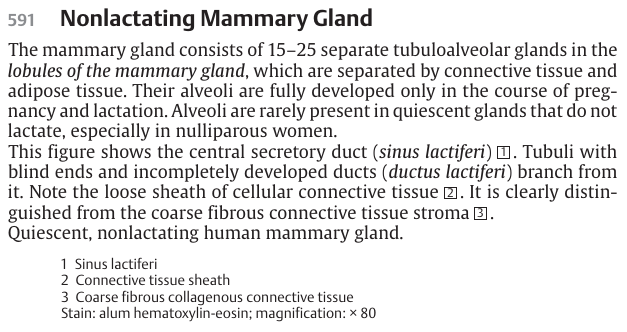 591 Nonlactating Mammary Gland
The mammary gland consists of 15–25 separate tubuloalveolar glands in the
lobules of the mammary gland, which are separated by connective tissue and
adipose tissue. Their alveoli are fully developed only in the course of preg-
nancy and lactation. Alveoli are rarely present in quiescent glands that do not
lactate, especially in nulliparous women.
This figure shows the central secretory duct (sinus lactiferi) 1. Tubuli with
blind ends and incompletely developed ducts (ductus lactiferi) branch from
it. Note the loose sheath of cellular connective tissue 2. It is clearly distin-
guished from the coarse fibrous connective tissue stroma 3.
Quiescent, nonlactating human mammary gland.
1 Sinus lactiferi
2 Connective tissue sheath
3 Coarse fibrous collagenous connective tissue
Stain: alum hematoxylin-eosin; magnification: × 80